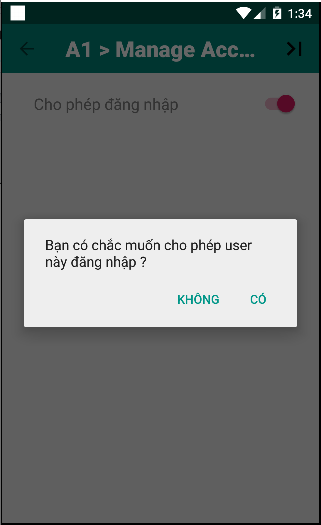 1:34
A1 > Manage Acc...
Cho phép đăng nhập
Bạn có chắc muốn cho phép user
này đăng nhập ?
KHÔNG CÓ